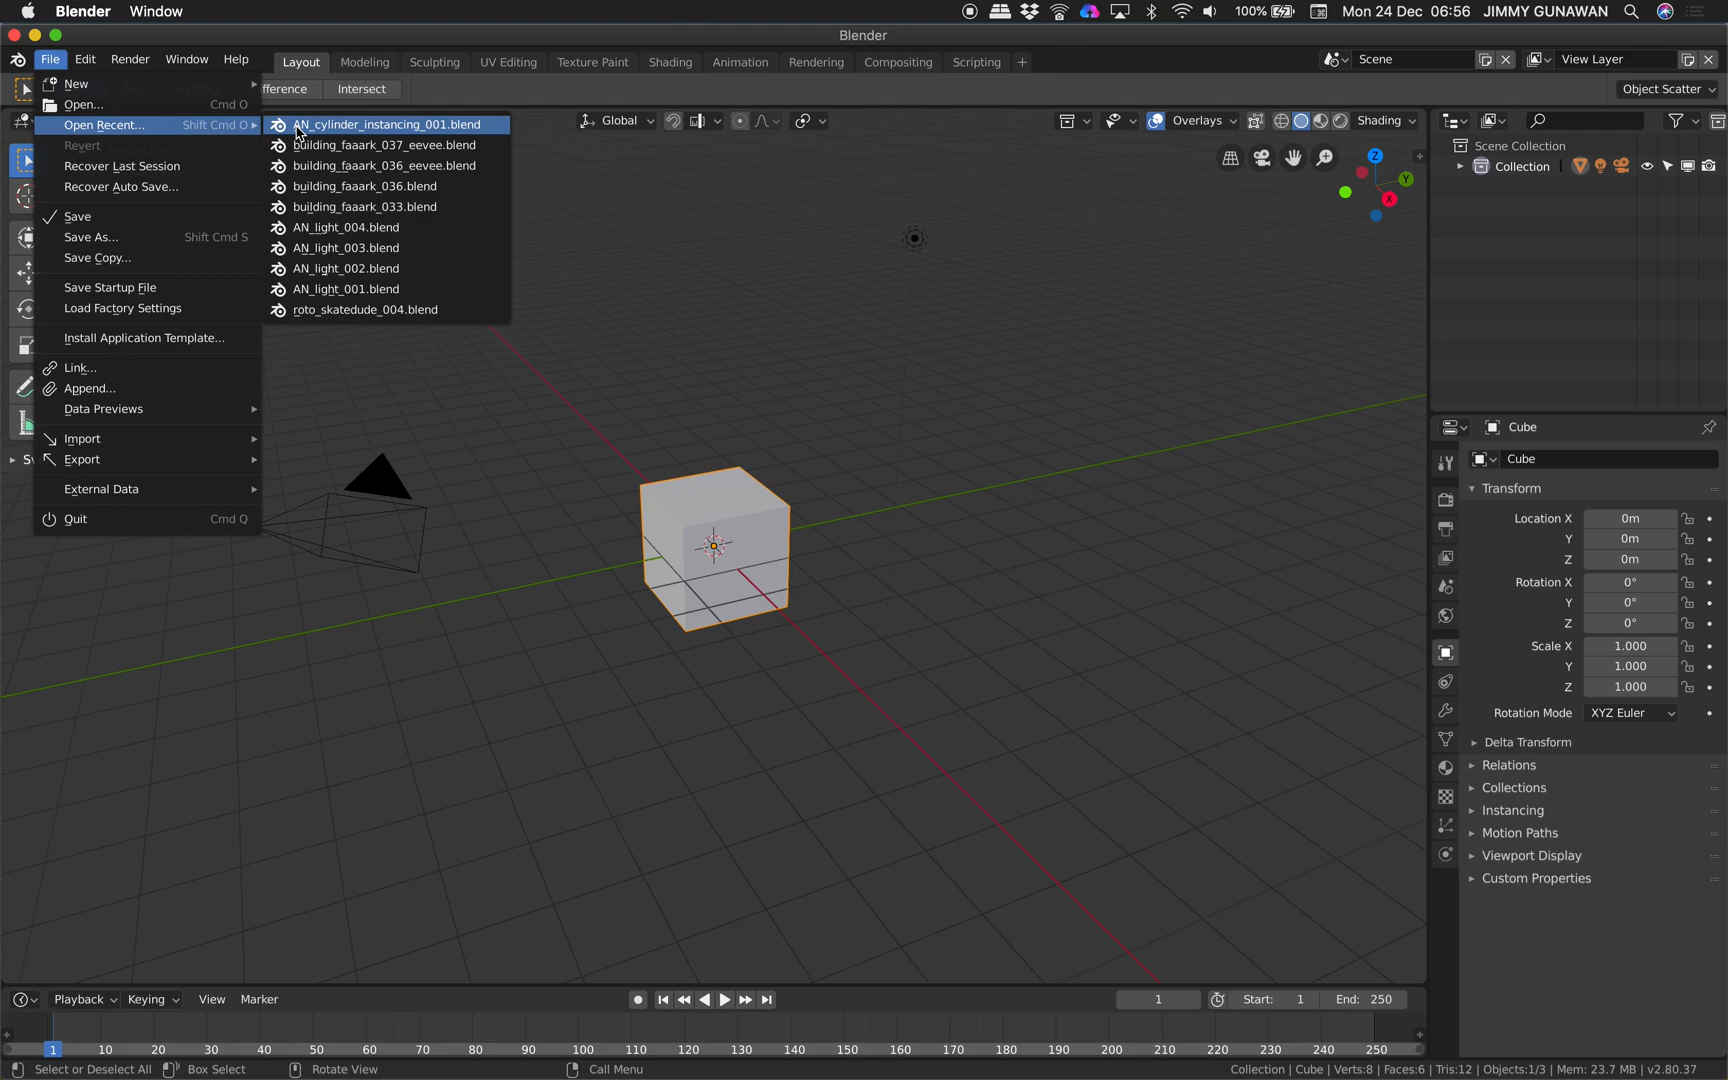 Blender Window 100% Mon 24 Dec 06:56 JIMMY GUNAWAN
Blender
File Edit Render Window Help Layout Modeling Sculpting UV Editing Texture Paint Shading Animation Rendering Compositing Scripting + Scene View Layer
fference Intersect Object Scatter
New
Open... Cmd O
Open Recent... Shift Cmd O
Revert
Recover Last Session
Recover Auto Save...
Save
Save As... Shift Cmd S
Save Copy...
Save Startup File
Load Factory Settings
Install Application Template...
Link...
Append...
Data Previews
Import
Export
External Data
Quit Cmd Q
AN_cylinder_instancing_001.blend
building_faaark_037_eevee.blend
building_faaark_036_eevee.blend
building_faaark_036.blend
building_faaark_033.blend
AN_light_004.blend
AN_light_003.blend
AN_light_002.blend
AN_light_001.blend
roto_skatedude_004.blend
Global Overlays Shading
Z
Y
X
Scene Collection
Collection
Cube
Cube
Transform
Location X 0m
Y 0m
Z 0m
Rotation X 0°
Y 0°
Z 0°
Scale X 1.000
Y 1.000
Z 1.000
Rotation Mode XYZ Euler
Delta Transform
Relations
Collections
Instancing
Motion Paths
Viewport Display
Custom Properties
Playback Keying View Marker 1 Start: 1 End: 250
1 10 20 30 40 50 60 70 80 90 100 110 120 130 140 150 160 170 180 190 200 210 220 230 240 250
Select or Deselect All Box Select Rotate View Call Menu Collection | Cube | Verts:8 | Faces:6 | Tris:12 | Objects:1/3 | Mem: 23.7 MB | v2.80.37